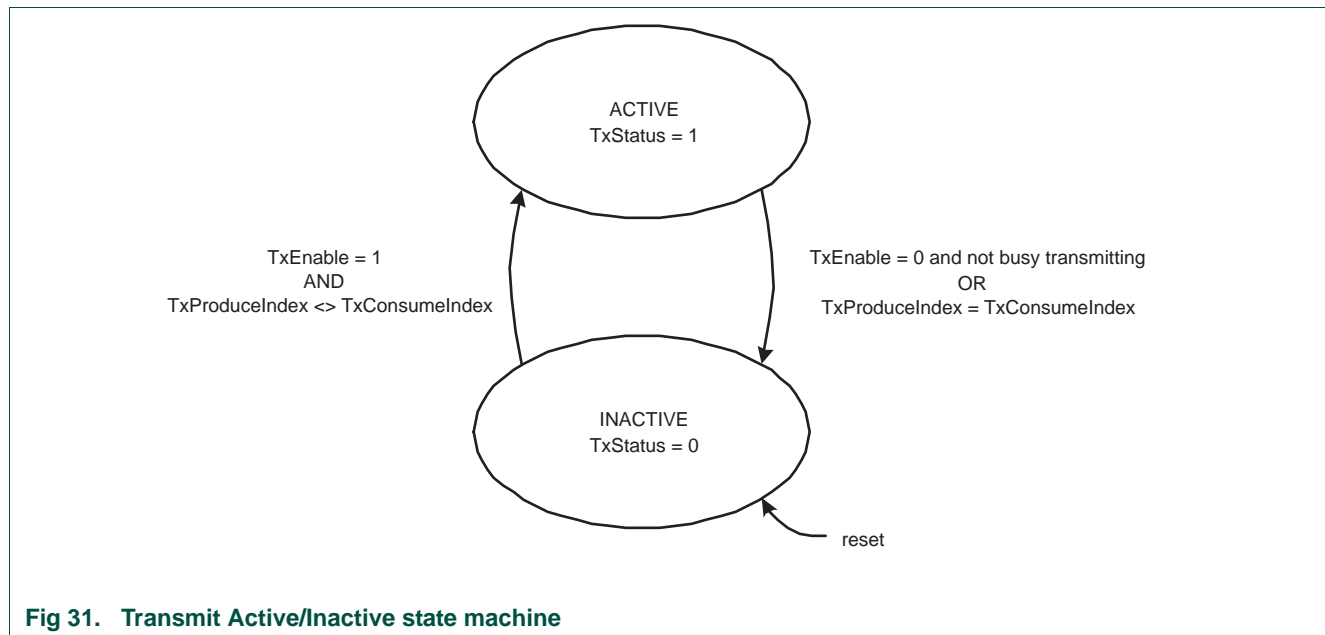 ACTIVE
TxStatus = 1
TxEnable = 1
AND
TxProduceIndex <> TxConsumeIndex
TxEnable = 0 and not busy transmitting
OR
TxProduceIndex = TxConsumeIndex
INACTIVE
TxStatus = 0
reset
Fig 31. Transmit Active/Inactive state machine